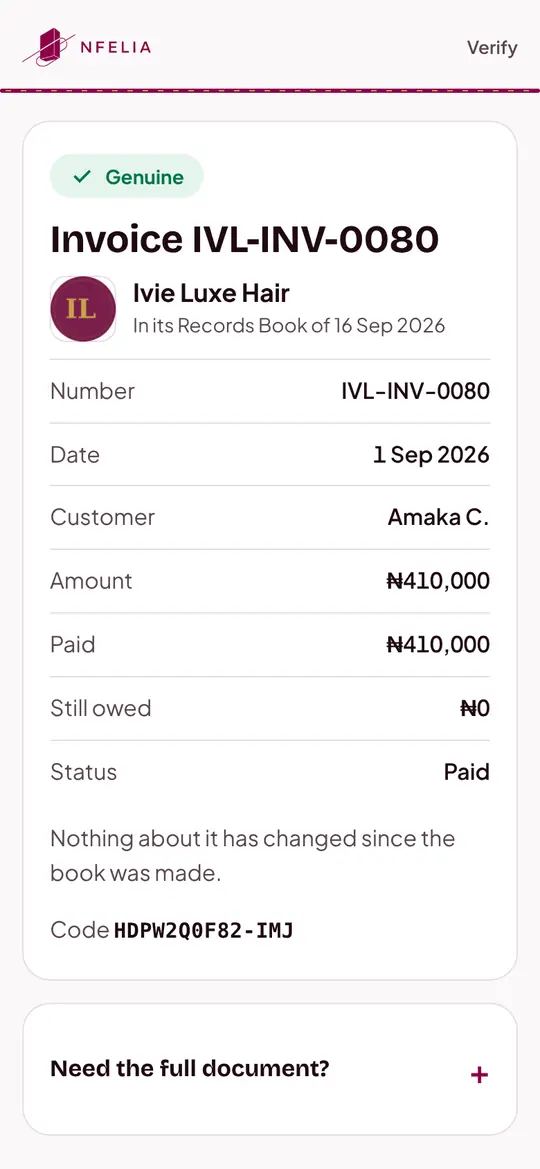 NFELIA
Verify
Genuine
Invoice IVL-INV-0080
IL
Ivie Luxe Hair
In its Records Book of 16 Sep 2026
Number IVL-INV-0080
Date 1 Sep 2026
Customer Amaka C.
Amount ₦410,000
Paid ₦410,000
Still owed ₦0
Status Paid
Nothing about it has changed since the
book was made.
Code HDPW2Q0F82-IMJ
Need the full document? +